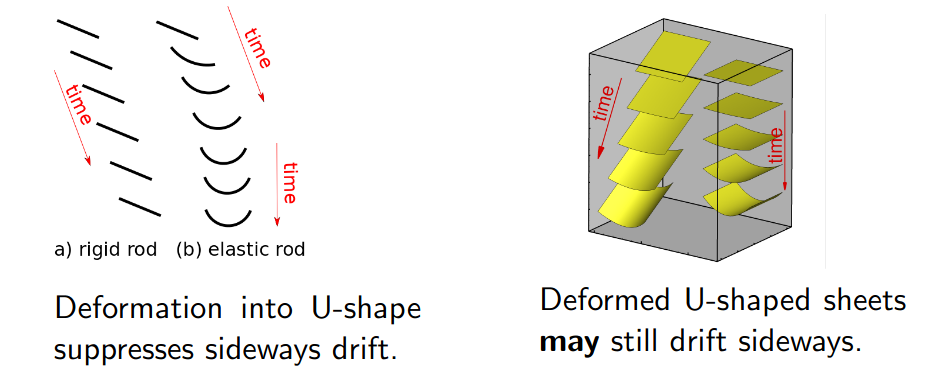 time
time
time
a) rigid rod (b) elastic rod
Deformation into U-shape
suppresses sideways drift.
time
time
Deformed U-shaped sheets
may still drift sideways.